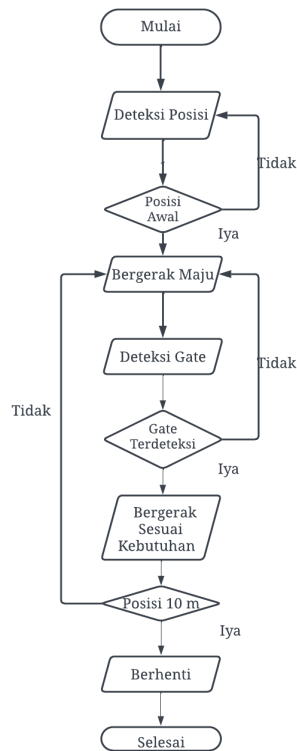 Mulai
Deteksi Posisi
Tidak
Posisi
Awal
Iya
Bergerak Maju
Deteksi Gate
Tidak
Tidak
Gate
Terdeteksi
Iya
Bergerak
Sesuai
Kebutuhan
Posisi 10 m
Iya
Berhenti
Selesai